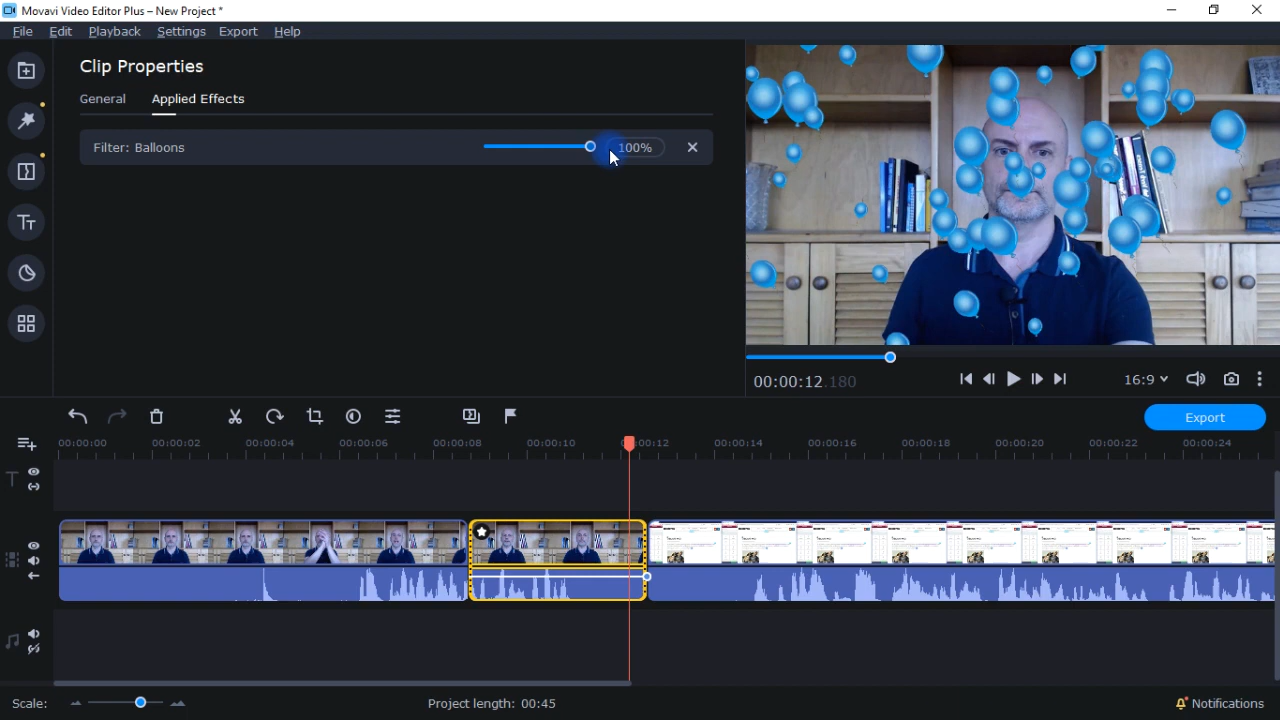 Movavi Video Editor Plus – New Project *
File Edit Playback Settings Export Help
Clip Properties
General Applied Effects
Filter: Balloons 100%
00:00:12.180
16:9
Export
00:00:00 00:00:02 00:00:04 00:00:06 00:00:08 00:00:10 00:00:12 00:00:14 00:00:16 00:00:18 00:00:20 00:00:22 00:00:24
Scale: Project length: 00:45 Notifications